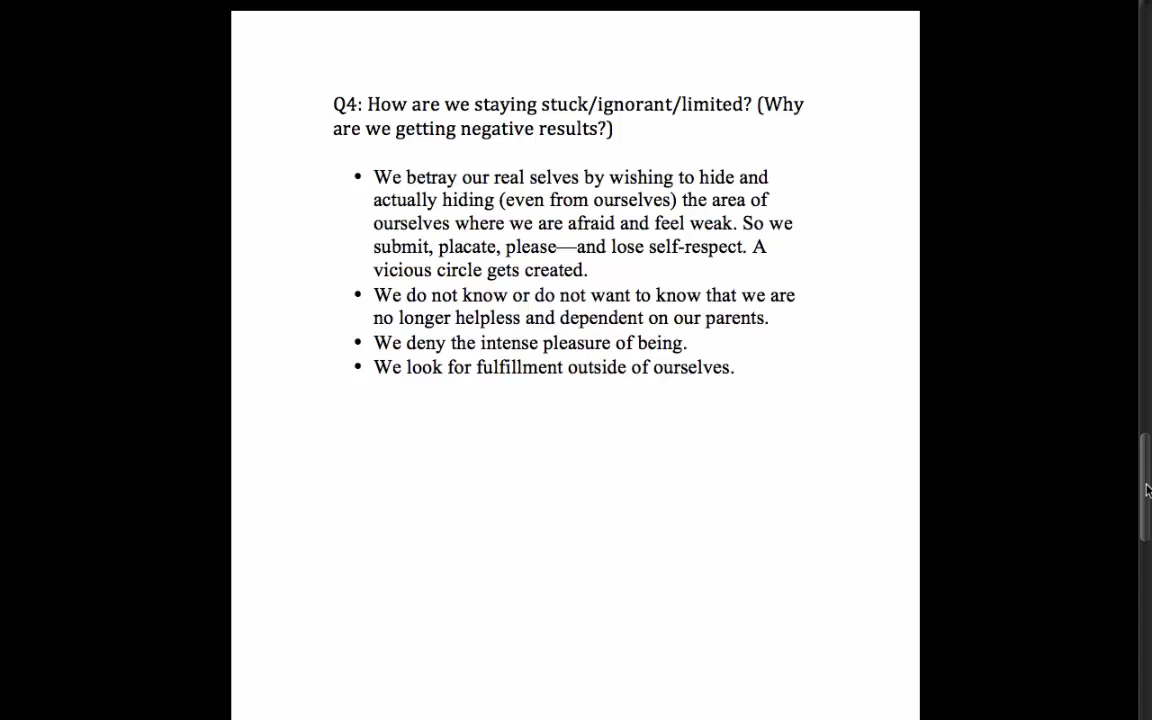 Q4: How are we staying stuck/ignorant/limited? (Why
are we getting negative results?)
• We betray our real selves by wishing to hide and
actually hiding (even from ourselves) the area of
ourselves where we are afraid and feel weak. So we
submit, placate, please—and lose self-respect. A
vicious circle gets created.
• We do not know or do not want to know that we are
no longer helpless and dependent on our parents.
• We deny the intense pleasure of being.
• We look for fulfillment outside of ourselves.